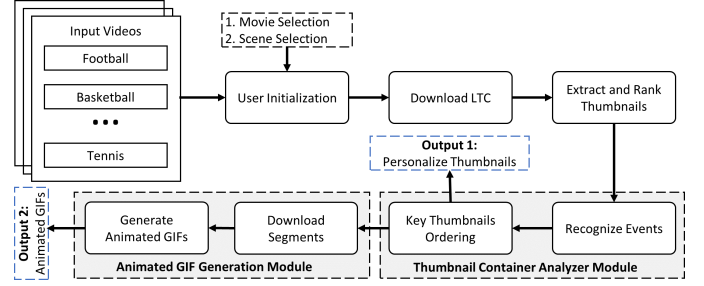 Input Videos
Football
Basketball
...
Tennis
1. Movie Selection
2. Scene Selection
User Initialization
Download LTC
Extract and Rank
Thumbnails
Output 1:
Personalize Thumbnails
Recognize Events
Key Thumbnails
Ordering
Thumbnail Container Analyzer Module
Download
Segments
Generate
Animated GIFs
Animated GIF Generation Module
Output 2:
Animated GIFs